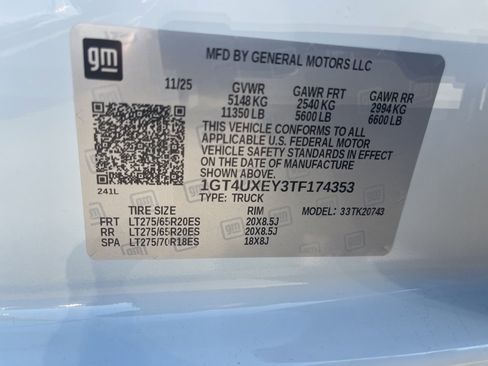 gm
MFD BY GENERAL MOTORS LLC
11/25 GVWR GAWR FRT GAWR RR
5148 KG 2540 KG 2994 KG
11350 LB 5600 LB 6600 LB
THIS VEHICLE CONFORMS TO ALL
APPLICABLE U.S. FEDERAL MOTOR
VEHICLE SAFETY STANDARDS IN EFFECT
ON THE DATE OF MANUFACTURE
SHOWN ABOVE.
1GT4UXEY3TF174353
241L TYPE: TRUCK
TIRE SIZE RIM MODEL: 33TK20743
FRT LT275/65R20ES 20X8.5J
RR LT275/65R20ES 20X8.5J
SPA LT275/70R18ES 18X8J